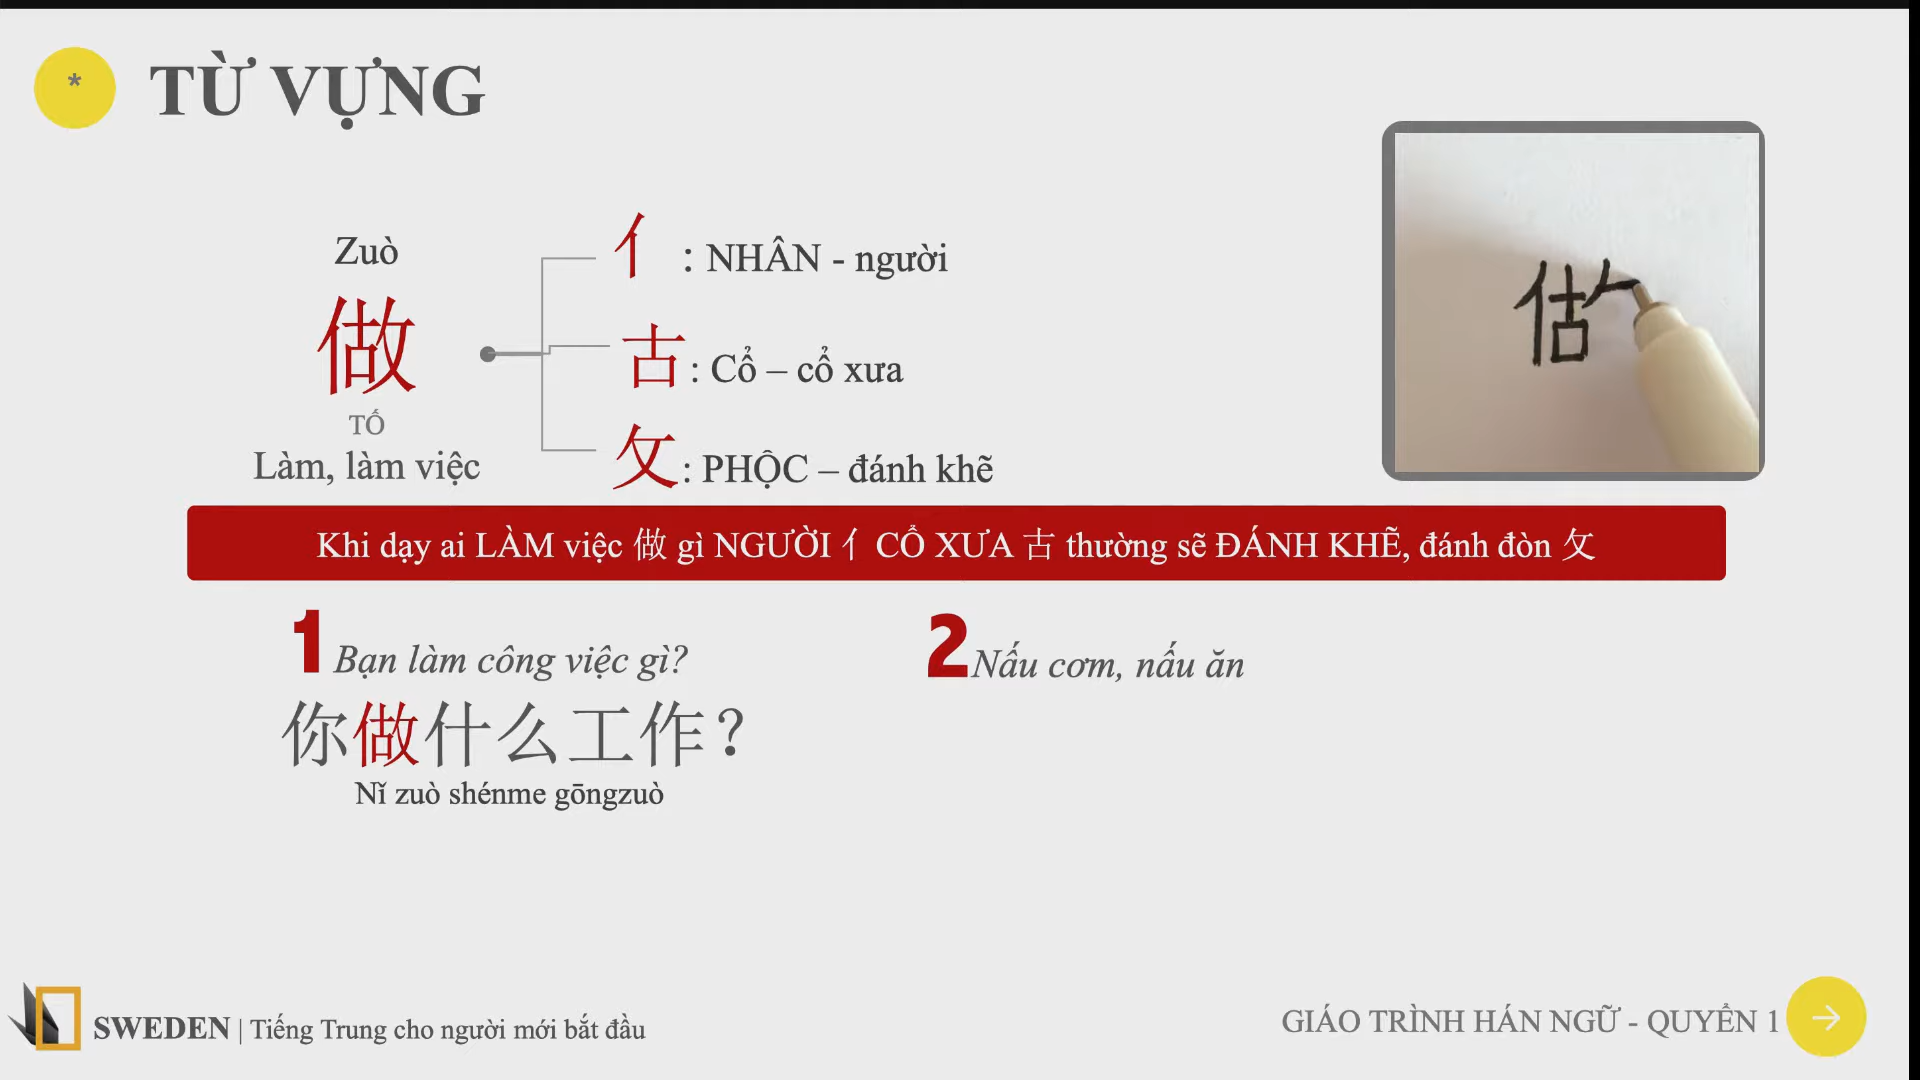 *
TỪ VỰNG
Zuò
做
TỐ
Làm, làm việc
亻: NHÂN - người
古: Cổ – cổ xưa
攵: PHỘC – đánh khẽ
做
Khi dạy ai LÀM việc 做 gì NGƯỜI 亻 CỔ XƯA 古 thường sẽ ĐÁNH KHẼ, đánh đòn 攵
1 Bạn làm công việc gì?
你做什么工作?
Nǐ zuò shénme gōngzuò
2 Nấu cơm, nấu ăn
SWEDEN | Tiếng Trung cho người mới bắt đầu
GIÁO TRÌNH HÁN NGỮ - QUYỂN 1